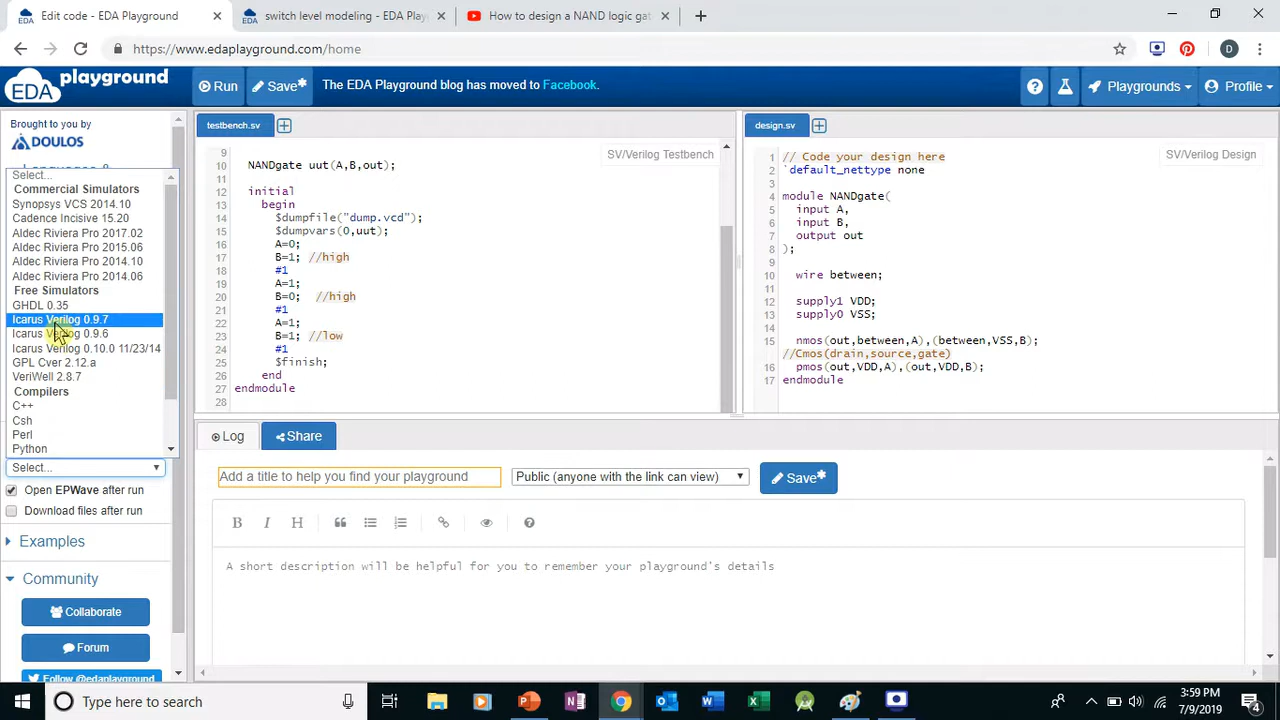 Edit code - EDA Playground
switch level modeling - EDA Play
How to design a NAND logic gat
https://www.edaplayground.com/home
D
EDA playground
Run
Save*
The EDA Playground blog has moved to Facebook.
Playgrounds
Profile
Brought to you by
DOULOS
Select...
Commercial Simulators
Synopsys VCS 2014.10
Cadence Incisive 15.20
Aldec Riviera Pro 2017.02
Aldec Riviera Pro 2015.06
Aldec Riviera Pro 2014.10
Aldec Riviera Pro 2014.06
Free Simulators
GHDL 0.35
Icarus Verilog 0.9.7
Icarus Verilog 0.9.6
Icarus Verilog 0.10.0 11/23/14
GPL Cver 2.12.a
VeriWell 2.8.7
Compilers
C++
Csh
Perl
Python
Select...
Open EPWave after run
Download files after run
Examples
Community
Collaborate
Forum
Follow @edaplayground
testbench.sv
SV/Verilog Testbench
9
10 NANDgate uut(A,B,out);
11
12 initial
13 begin
14 $dumpfile("dump.vcd");
15 $dumpvars(0,uut);
16 A=0;
17 B=1; //high
18 #1
19 A=1;
20 B=0; //high
21 #1
22 A=1;
23 B=1; //low
24 #1
25 $finish;
26 end
27 endmodule
28
design.sv
SV/Verilog Design
1 // Code your design here
2 `default_nettype none
3
4 module NANDgate(
5 input A,
6 input B,
7 output out
8 );
9
10 wire between;
11
12 supply1 VDD;
13 supply0 VSS;
14
15 nmos(out,between,A),(between,VSS,B);
//Cmos(drain,source,gate)
16 pmos(out,VDD,A),(out,VDD,B);
17 endmodule
Log
Share
Add a title to help you find your playground
Public (anyone with the link can view)
Save*
B I H
A short description will be helpful for you to remember your playground's details
Type here to search
3:59 PM
7/9/2019
4